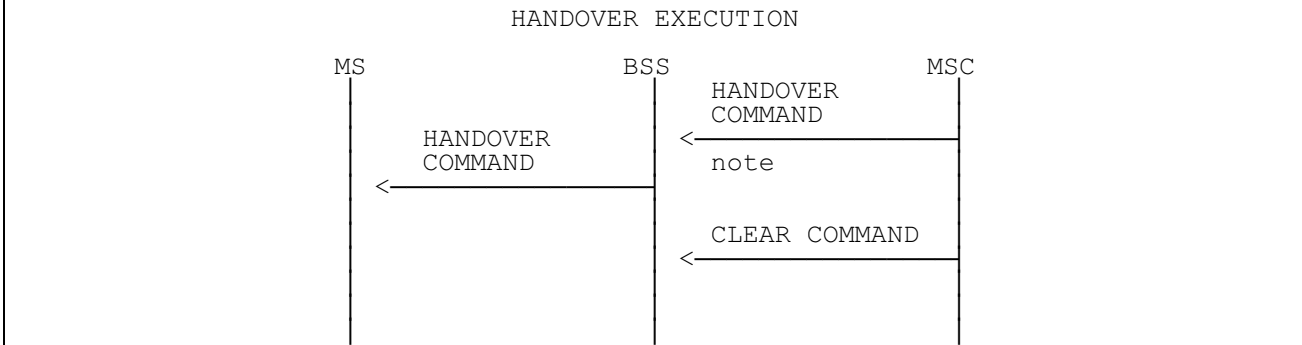 HANDOVER EXECUTION
MS BSS MSC
HANDOVER
COMMAND
HANDOVER
COMMAND note
CLEAR COMMAND